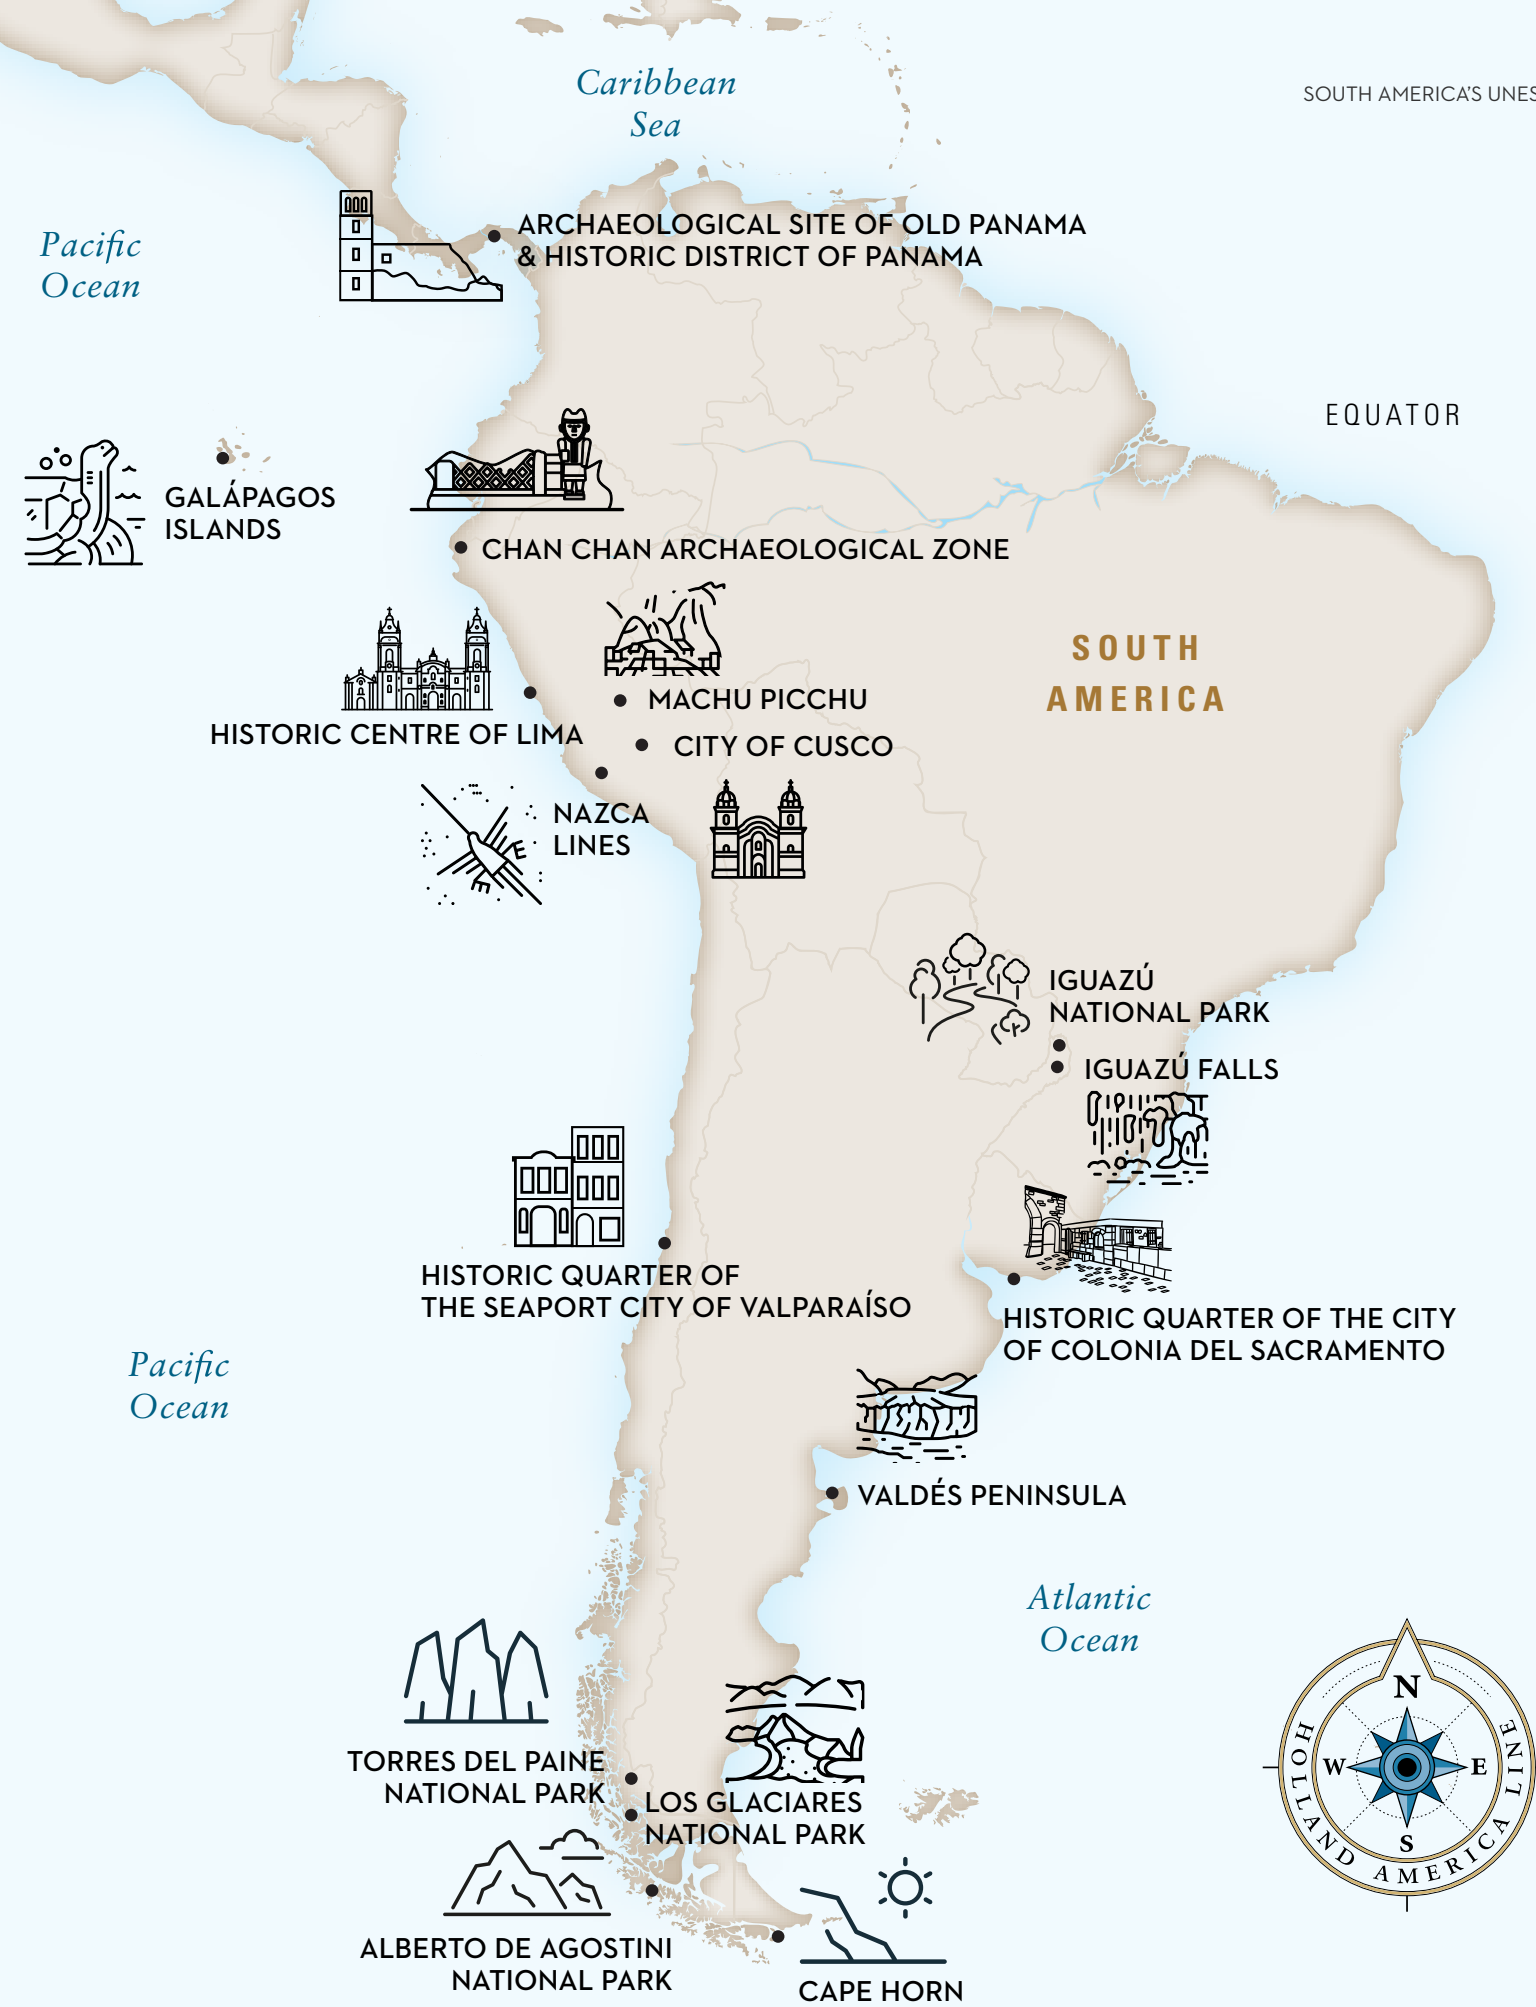 Caribbean
Sea
SOUTH AMERICA'S UNES
Pacific
Ocean
ARCHAEOLOGICAL SITE OF OLD PANAMA
& HISTORIC DISTRICT OF PANAMA
EQUATOR
GALÁPAGOS
ISLANDS
CHAN CHAN ARCHAEOLOGICAL ZONE
SOUTH
AMERICA
MACHU PICCHU
HISTORIC CENTRE OF LIMA
CITY OF CUSCO
NAZCA
LINES
IGUAZÚ
NATIONAL PARK
IGUAZÚ FALLS
HISTORIC QUARTER OF
THE SEAPORT CITY OF VALPARAÍSO
HISTORIC QUARTER OF THE CITY
OF COLONIA DEL SACRAMENTO
Pacific
Ocean
VALDÉS PENINSULA
Atlantic
Ocean
TORRES DEL PAINE
NATIONAL PARK
LOS GLACIARES
NATIONAL PARK
N
W
E
S
HOLLAND AMERICA LINE
ALBERTO DE AGOSTINI
NATIONAL PARK
CAPE HORN